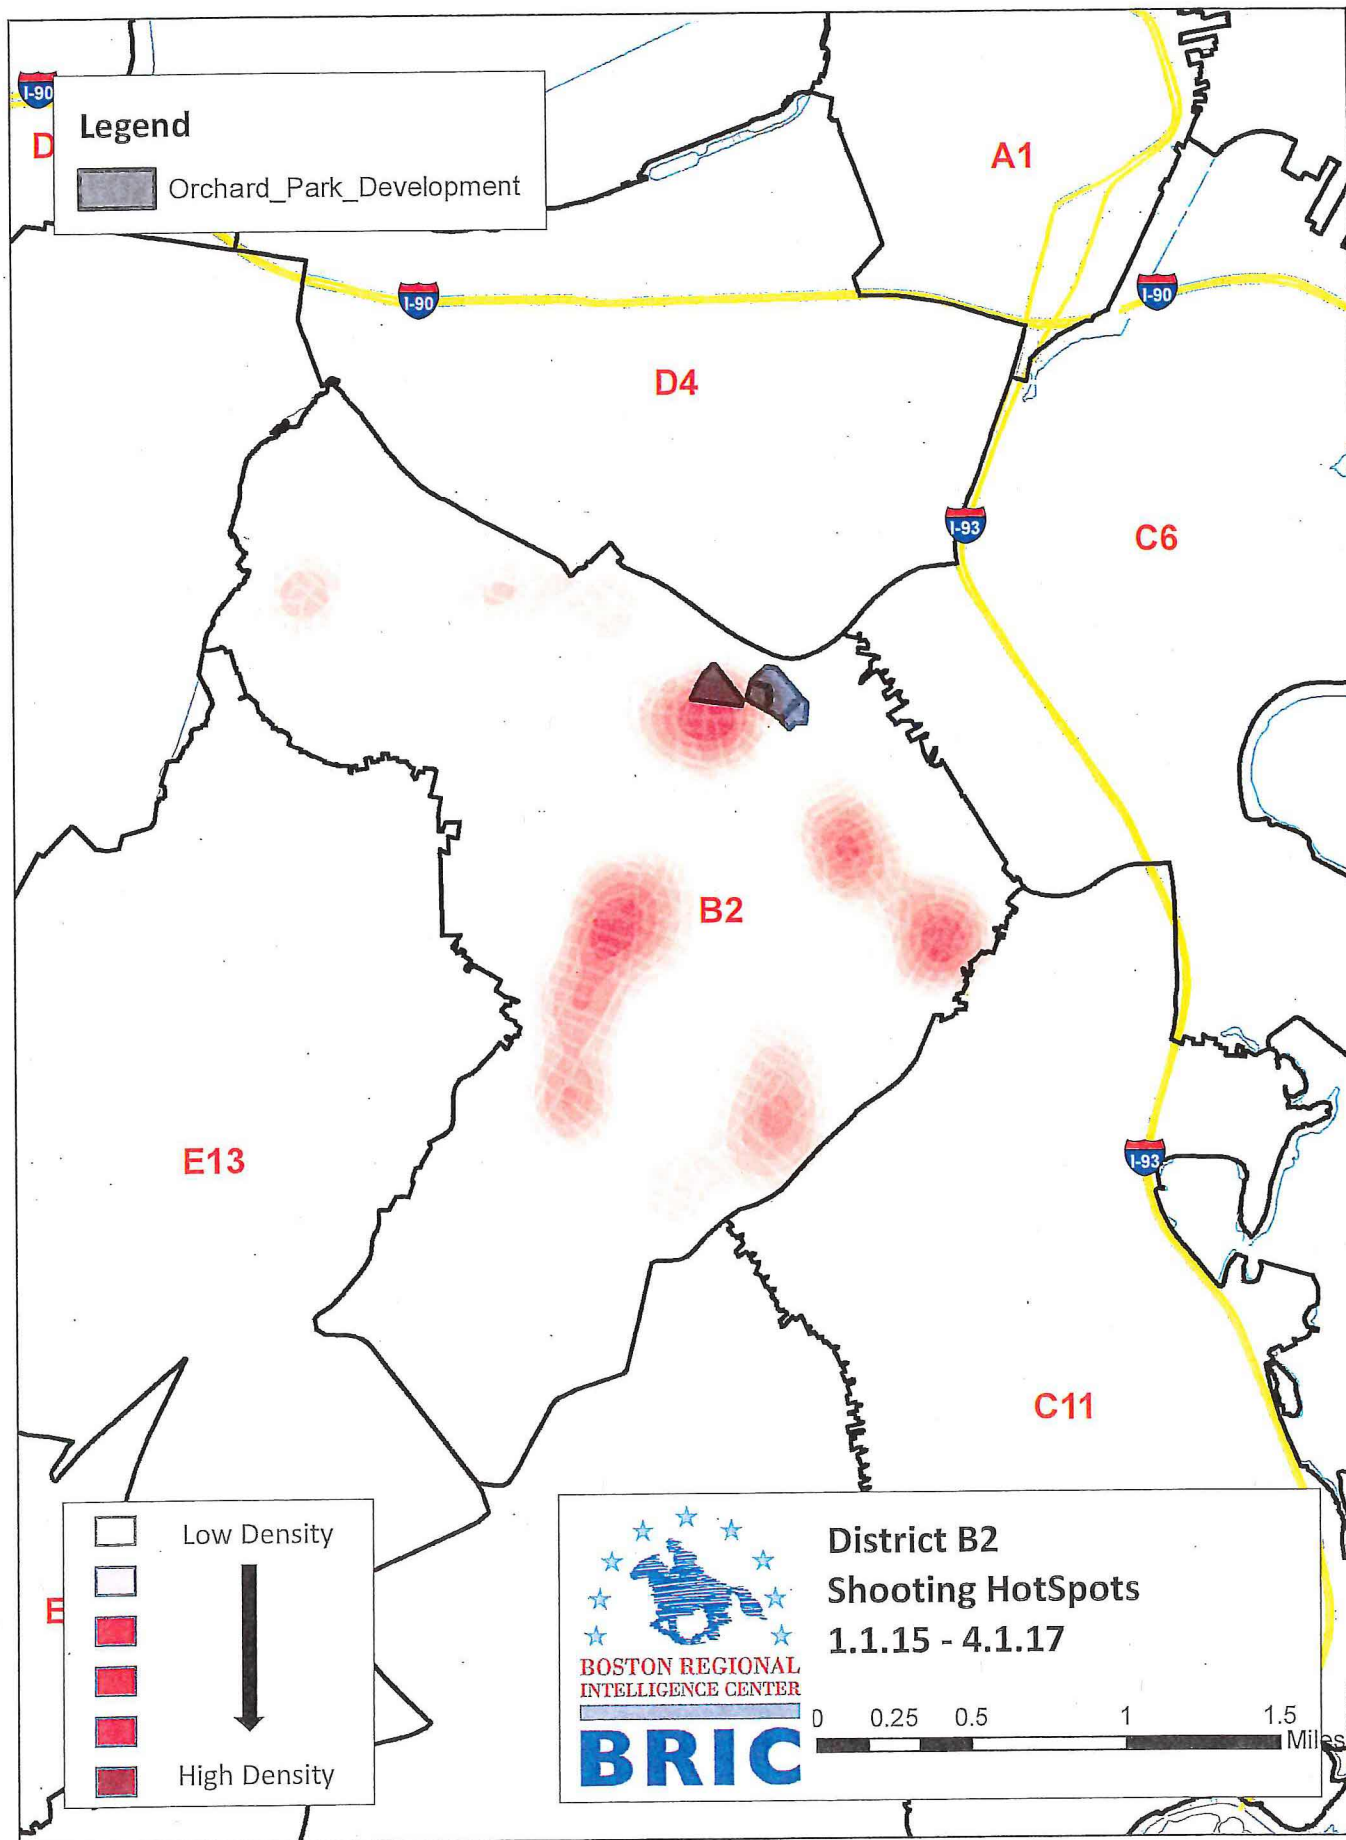 I-90
D
Legend
Orchard_Park_Development
A1
I-90
I-90
D4
I-93
C6
B2
E13
I-93
C11
E
Low Density
High Density
BOSTON REGIONAL
INTELLIGENCE CENTER
BRIC
District B2
Shooting HotSpots
1.1.15 - 4.1.17
0 0.25 0.5 1 1.5
Miles